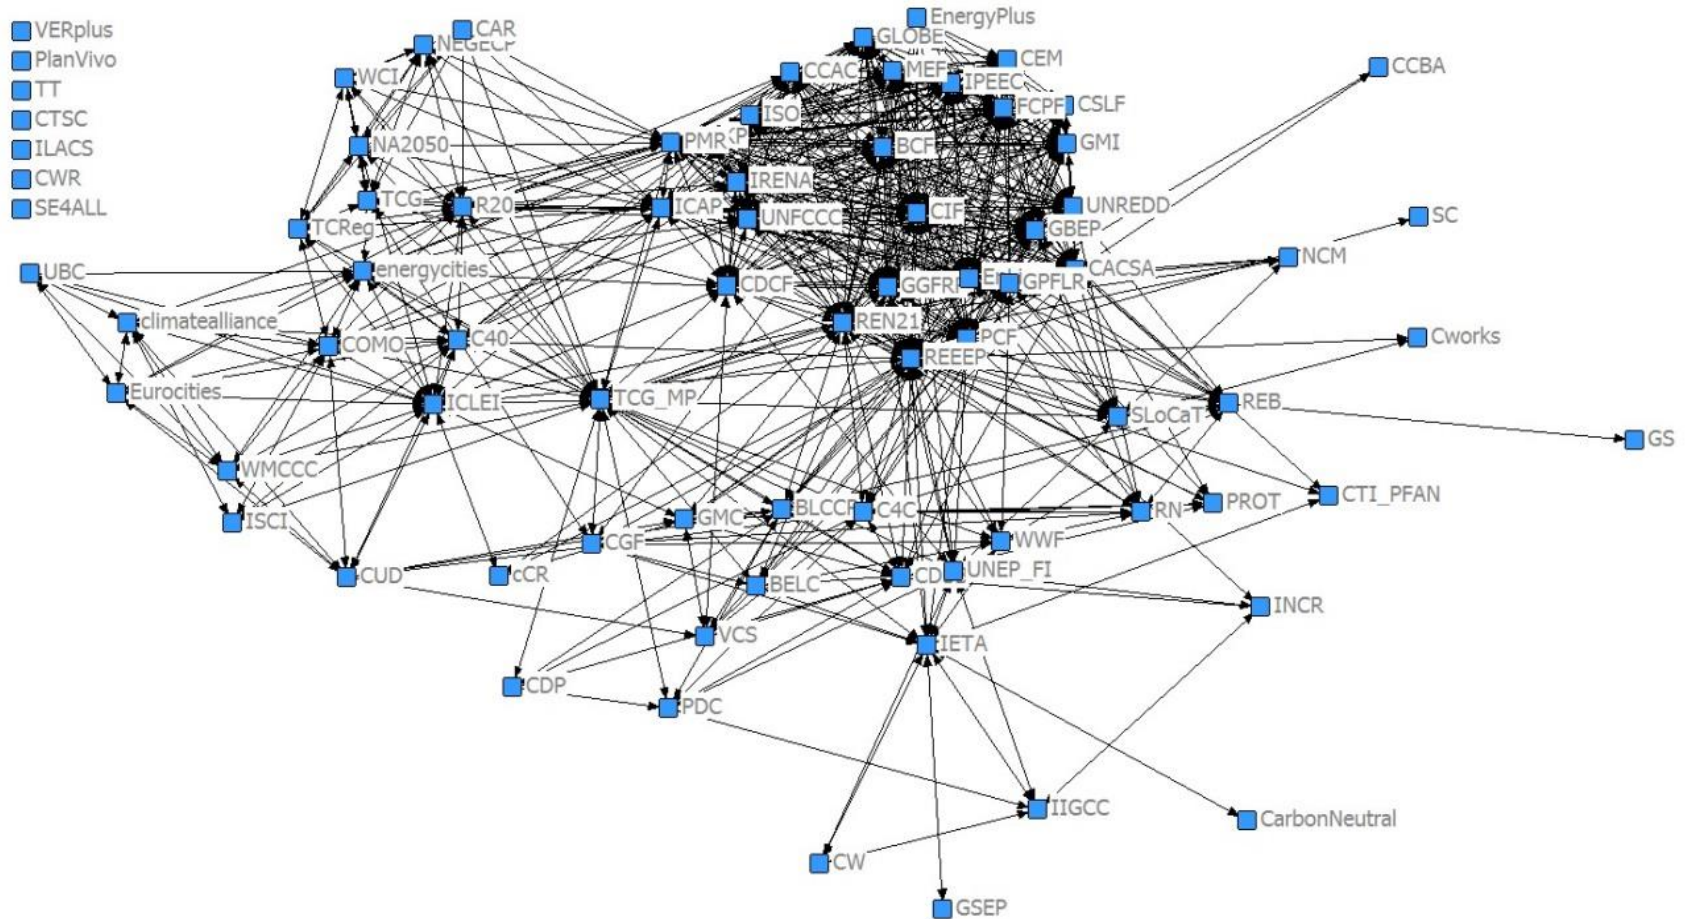 VERplus
PlanVivo
TT
CTSC
ILACS
CWR
SE4ALL
EnergyPlus
CAR
NEGECP
GLOBE
CEM
WCI
CCAC
MEF
IPEEC
CCBA
ISO
FCPF
CSLF
NA2050
PMR
BCF
GMI
IRENA
TCG
R20
ICAP
UNFCCC
CIF
UNREDD
SC
TCReg
GBEP
UBC
energycities
CDCF
GGFR
GPFLR
CACSA
NCM
climatealliance
COMO
C40
REN21
PCF
Cworks
REEEP
Eurocities
ICLEI
TCG_MP
SLoCaT
REB
GS
WMCCC
ISCI
GMC
BLCCP
C4C
RN
PROT
CTI_PFAN
CGF
WWF
CUD
cCR
BELC
UNEP_FI
INCR
VCS
IETA
CDP
PDC
IIGCC
CarbonNeutral
CW
GSEP